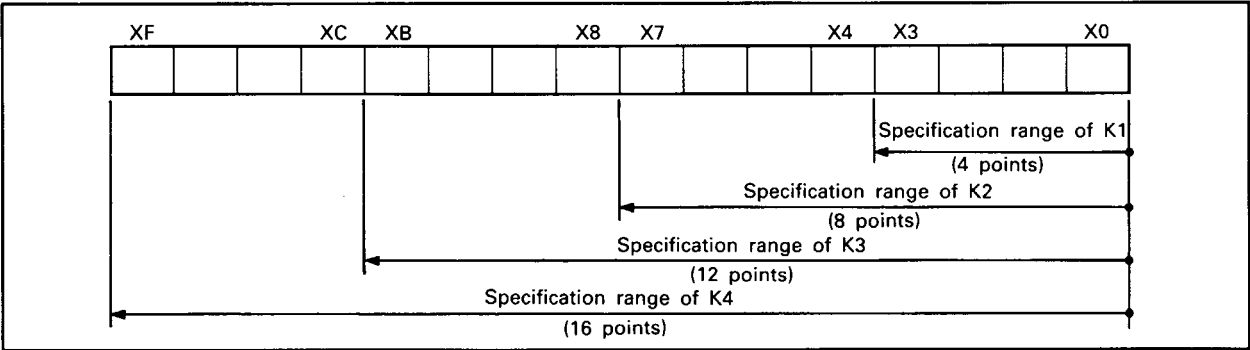 XF XC XB X8 X7 X4 X3 X0
Specification range of K1
(4 points)
Specification range of K2
(8 points)
Specification range of K3
(12 points)
Specification range of K4
(16 points)